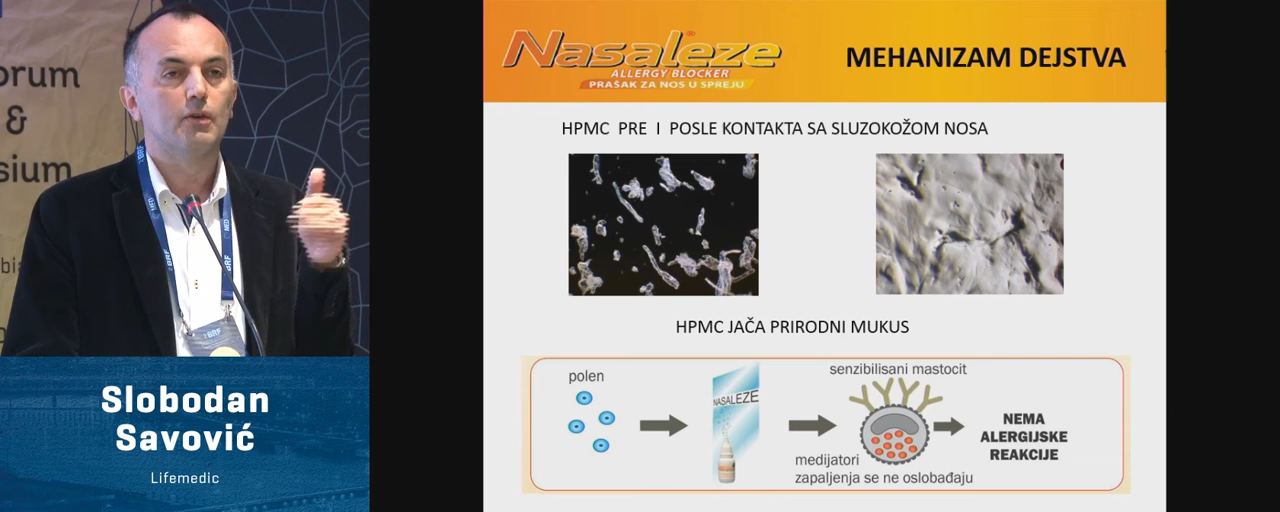 orum
&
sium
Slobodan
Savović
Lifemedic
Nasaleze®
ALLERGY BLOCKER
PRAŠAK ZA NOS U SPREJU
MEHANIZAM DEJSTVA
HPMC PRE I POSLE KONTAKTA SA SLUZOKOŽOM NOSA
HPMC JAČA PRIRODNI MUKUS
polen
NASALEZE
senzibilisani mastocit
medijatori
zapaljenja se ne oslobađaju
NEMA
ALERGIJSKE
REAKCIJE